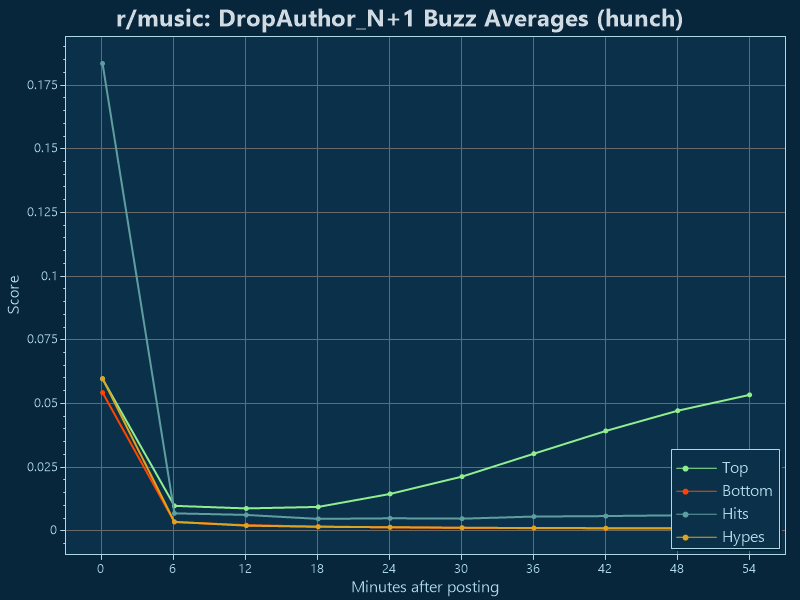 r/music: DropAuthor_N+1 Buzz Averages (hunch)
Score
0.175
0.15
0.125
0.1
0.075
0.05
0.025
0
Top
Bottom
Hits
Hypes
0 6 12 18 24 30 36 42 48 54
Minutes after posting